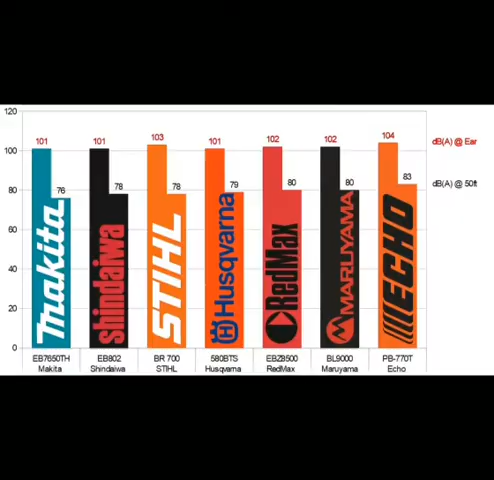 120
100
80
60
40
20
0
101
76
101
78
103
78
101
79
102
80
102
80
104
83
dB(A) @ Ear
dB(A) @ 50ft
makita
shindaiwa
STIHL
Husqvarna
RedMax
MARUYAMA
ECHO
EB7650TH EB802 BR 700 580BTS EBZ8500 BL9000 PB-770T
Makita Shindaiwa STIHL Husqvarna RedMax Maruyama Echo